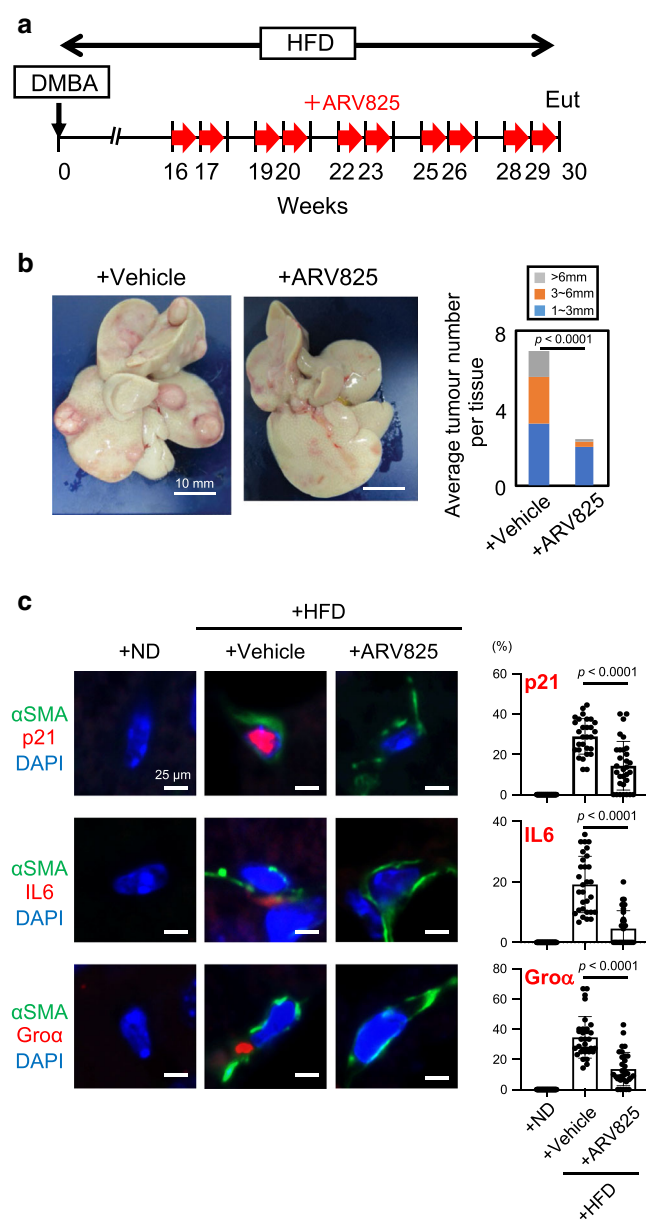 a
HFD
DMBA
+ARV825
Eut
0 16 17 19 20 22 23 25 26 28 29 30
Weeks
b
+Vehicle
+ARV825
10 mm
>6mm
3~6mm
1~3mm
p < 0.0001
Average tumour number
per tissue
8
4
0
+Vehicle
+ARV825
c
+HFD
+ND
+Vehicle
+ARV825
αSMA
p21
DAPI
25 μm
(%)
60
40
20
0
p21
p < 0.0001
αSMA
IL6
DAPI
40
20
0
IL6
p < 0.0001
αSMA
Groα
DAPI
80
60
40
20
0
Groα
p < 0.0001
+ND
+Vehicle
+ARV825
+HFD